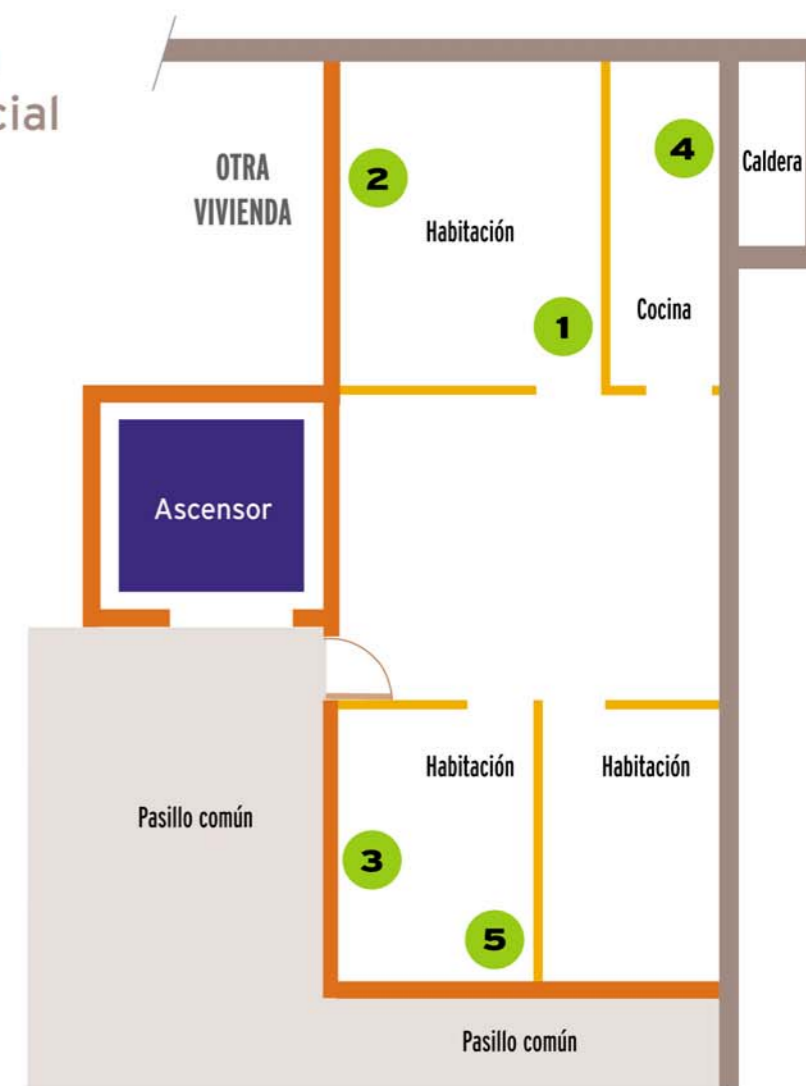 cial
OTRA
VIVIENDA
2
Habitación
4
Caldera
1
Cocina
Ascensor
Habitación
Habitación
Pasillo común
3
5
Pasillo común